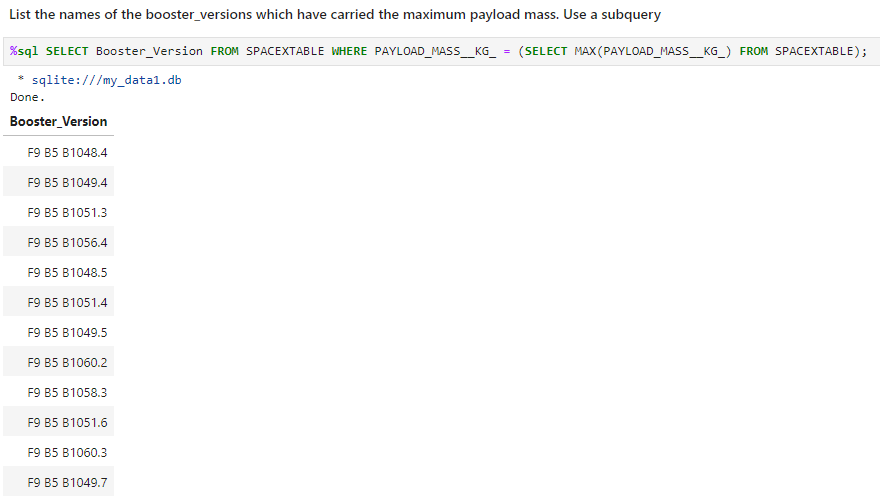 List the names of the booster_versions which have carried the maximum payload mass. Use a subquery
%sql SELECT Booster_Version FROM SPACEXTABLE WHERE PAYLOAD_MASS__KG_ = (SELECT MAX(PAYLOAD_MASS__KG_) FROM SPACEXTABLE);
* sqlite:///my_data1.db
Done.
Booster_Version
F9 B5 B1048.4
F9 B5 B1049.4
F9 B5 B1051.3
F9 B5 B1056.4
F9 B5 B1048.5
F9 B5 B1051.4
F9 B5 B1049.5
F9 B5 B1060.2
F9 B5 B1058.3
F9 B5 B1051.6
F9 B5 B1060.3
F9 B5 B1049.7